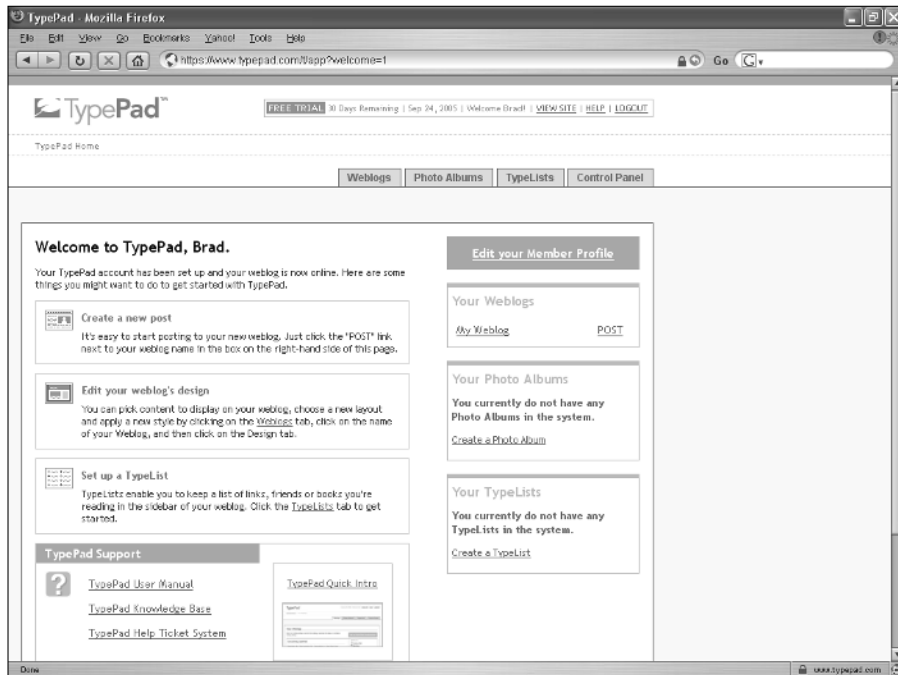 TypePad - Mozilla Firefox
File Edit View Go Bookmarks Yahoo! Tools Help
https://www.typepad.com/t/app?welcome=1
Go
G
TypePad™
FREE TRIAL 30 Days Remaining | Sep 24, 2005 | Welcome Brad! | VIEW SITE | HELP | LOGOUT
TypePad Home
Weblogs Photo Albums TypeLists Control Panel
Welcome to TypePad, Brad.
Your TypePad account has been set up and your weblog is now online. Here are some
things you might want to do to get started with TypePad.
Create a new post
It's easy to start posting to your new weblog. Just click the "POST" link
next to your weblog name in the box on the right-hand side of this page.
Edit your weblog's design
You can pick content to display on your weblog, choose a new layout
and apply a new style by clicking on the Weblogs tab, click on the name
of your Weblog, and then click on the Design tab.
Set up a TypeList
TypeLists enable you to keep a list of links, friends or books you're
reading in the sidebar of your weblog. Click the TypeLists tab to get
started.
TypePad Support
?
TypePad User Manual
TypePad Knowledge Base
TypePad Help Ticket System
TypePad Quick Intro
Edit your Member Profile
Your Weblogs
My Weblog POST
Your Photo Albums
You currently do not have any
Photo Albums in the system.
Create a Photo Album
Your TypeLists
You currently do not have any
TypeLists in the system.
Create a TypeList
Done
www.typepad.com